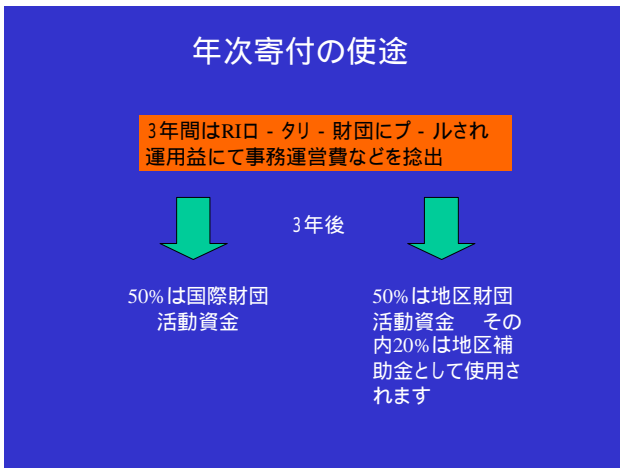 年次寄付の使途
3年間はRIロ - タリ - 財団にプ - ルされ
運用益にて事務運営費などを捻出
3年後
50%は国際財団
活動資金
50%は地区財団
活動資金　その
内20%は地区補
助金として使用さ
れます